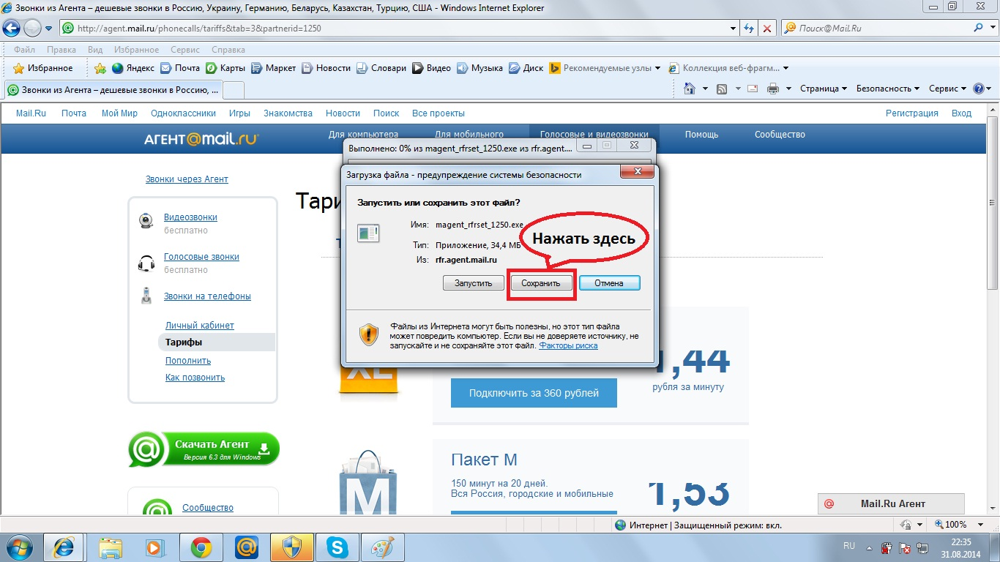 Звонки из Агента – дешевые звонки в Россию, Украину, Германию, Беларусь, Казахстан, Турцию, США - Windows Internet Explorer
http://agent.mail.ru/phonecalls/tariffs&tab=3&partnerid=1250
Поиск@Mail.Ru
Файл Правка Вид Избранное Сервис Справка
Избранное Яндекс Почта Карты Маркет Новости Словари Видео Музыка Диск Рекомендуемые узлы Коллекция веб-фрагм...
Звонки из Агента – дешевые звонки в Россию, ...
Страница Безопасность Сервис
Mail.Ru Почта Мой Мир Одноклассники Игры Знакомства Новости Поиск Все проекты Регистрация Вход
АГЕНТ@mail.ru Для компьютера Для мобильного Голосовые и видеозвонки Помощь Сообщество
Выполнено: 0% из magent_rfrset_1250.exe из rfr.agent....
Загрузка файла - предупреждение системы безопасности
Запустить или сохранить этот файл?
Имя: magent_rfrset_1250.exe
Тип: Приложение, 34,4 МБ
Из: rfr.agent.mail.ru
Нажать здесь
Запустить Сохранить Отмена
Файлы из Интернета могут быть полезны, но этот тип файла
может повредить компьютер. Если вы не доверяете источнику, не
запускайте и не сохраняйте этот файл. Факторы риска
Звонки через Агент
Видеозвонки
бесплатно
Голосовые звонки
бесплатно
Звонки на телефоны
Личный кабинет
Тарифы
Пополнить
Как позвонить
Скачать Агент
Версия 6.3 для Windows
Сообщество
XL
Подключить за 360 рублей
1,44
рубля за минуту
M
Пакет M
150 минут на 20 дней.
Вся Россия, городские и мобильные
1,53
Mail.Ru Агент
Интернет | Защищенный режим: вкл.
100%
RU
22:35
31.08.2014